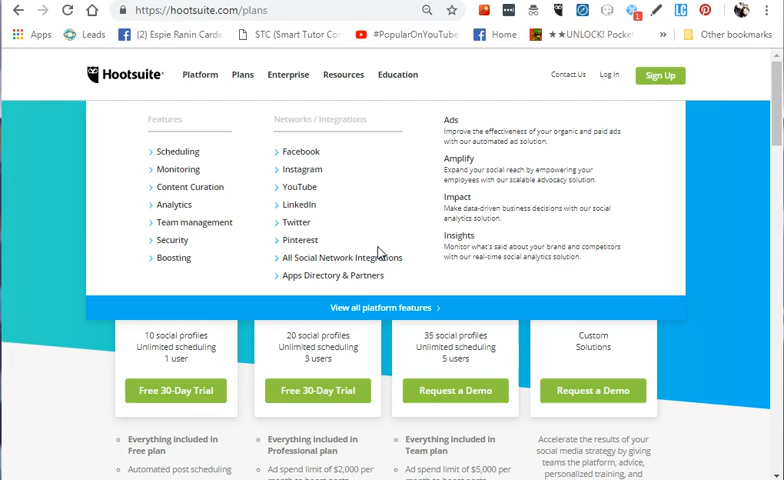 https://hootsuite.com/plans
1
Apps
Leads
(2) Espie Ranin Carde
STC (Smart Tutor Co
#PopularOnYouTube
Home
★★UNLOCK! Pocket
»
Other bookmarks
Hootsuite®
Platform
Plans
Enterprise
Resources
Education
Contact Us
Log In
Sign Up
Features
Scheduling
Monitoring
Content Curation
Analytics
Team management
Security
Boosting
Networks / Integrations
Facebook
Instagram
YouTube
LinkedIn
Twitter
Pinterest
All Social Network Integrations
Apps Directory & Partners
Ads
Improve the effectiveness of your organic and paid ads
with our automated ad solution.
Amplify
Expand your social reach by empowering your
employees with our scalable advocacy solution.
Impact
Make data-driven business decisions with our social
analytics solution.
Insights
Monitor what's said about your brand and competitors
with our real-time social analytics solution.
View all platform features
10 social profiles
Unlimited scheduling
1 user
Free 30-Day Trial
Everything included in
Free plan
Automated post scheduling
20 social profiles
Unlimited scheduling
3 users
Free 30-Day Trial
Everything included in
Professional plan
Ad spend limit of $2,000 per
month to boost posts
35 social profiles
Unlimited scheduling
5 users
Request a Demo
Everything included in
Team plan
Ad spend limit of $5,000 per
month to boost posts
Custom
Solutions
Request a Demo
Accelerate the results of your
social media strategy by giving
teams the platform, advice,
personalized training, and